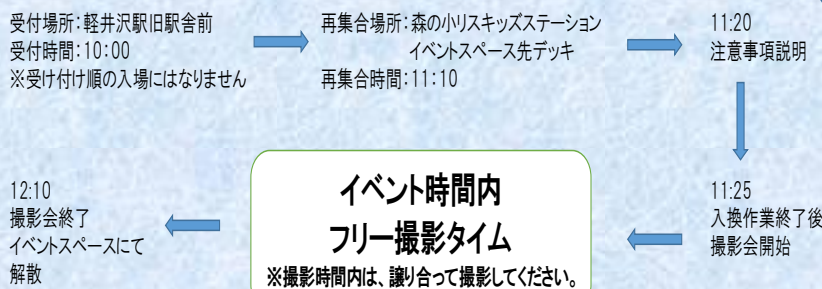 受付場所:軽井沢駅旧駅舎前
受付時間:10:00
※受け付け順の入場にはなりません
再集合場所:森の小リスキッズステーション
イベントスペース先デッキ
再集合時間:11:10
11:20
注意事項説明
11:25
入換作業終了後
撮影会開始
イベント時間内
フリー撮影タイム
※撮影時間内は、譲り合って撮影してください。
12:10
撮影会終了
イベントスペースにて
解散